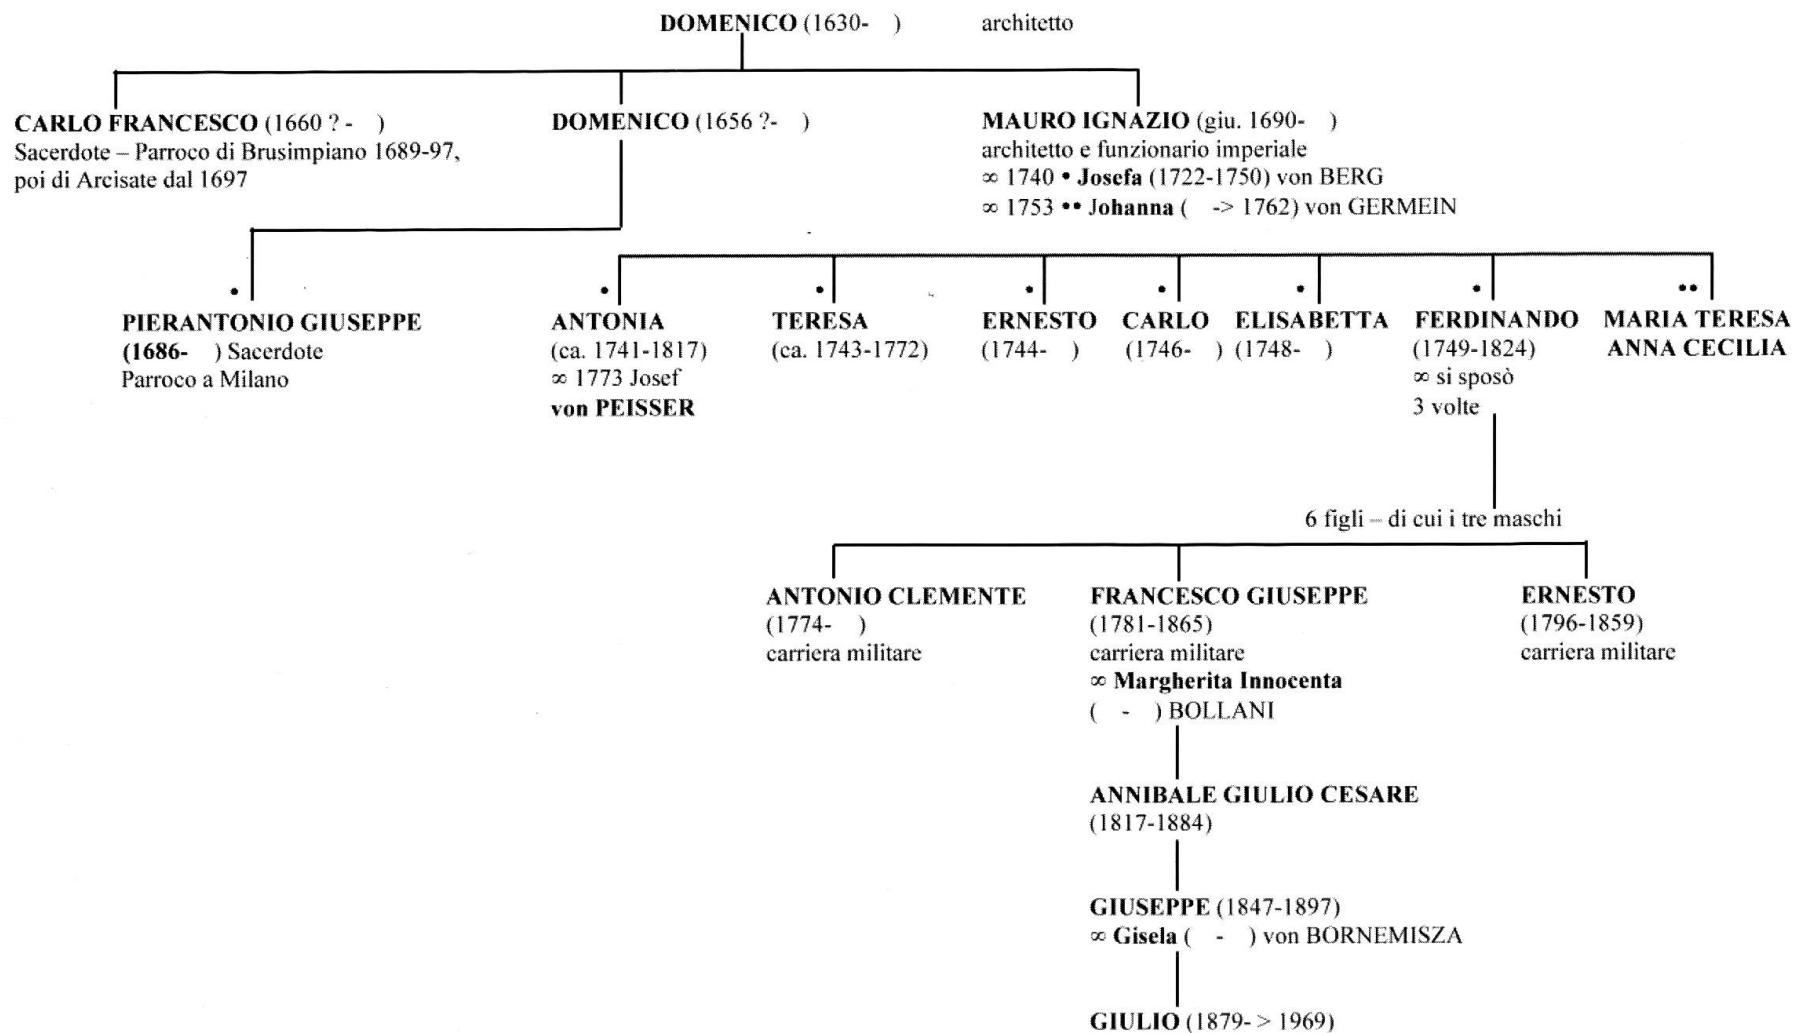 DOMENICO (1630-   )   architetto
CARLO FRANCESCO (1660 ? -   )
Sacerdote – Parroco di Brusimpiano 1689-97,
poi di Arcisate dal 1697
DOMENICO (1656 ?-   )
MAURO IGNAZIO (giu. 1690-   )
architetto e funzionario imperiale
∞ 1740 • Josefa (1722-1750) von BERG
∞ 1753 •• Johanna (   -> 1762) von GERMEIN
•
PIERANTONIO GIUSEPPE
(1686-   ) Sacerdote
Parroco a Milano
•
ANTONIA
(ca. 1741-1817)
∞ 1773 Josef
von PEISSER
•
TERESA
(ca. 1743-1772)
•
ERNESTO
(1744-   )
•
CARLO
(1746-   )
•
ELISABETTA
(1748-   )
•
FERDINANDO
(1749-1824)
∞ si sposò
3 volte
••
MARIA TERESA
ANNA CECILIA
6 figli – di cui i tre maschi
ANTONIO CLEMENTE
(1774-   )
carriera militare
FRANCESCO GIUSEPPE
(1781-1865)
carriera militare
∞ Margherita Innocenta
(   -   ) BOLLANI
ERNESTO
(1796-1859)
carriera militare
ANNIBALE GIULIO CESARE
(1817-1884)
GIUSEPPE (1847-1897)
∞ Gisela (   -   ) von BORNEMISZA
GIULIO (1879- > 1969)